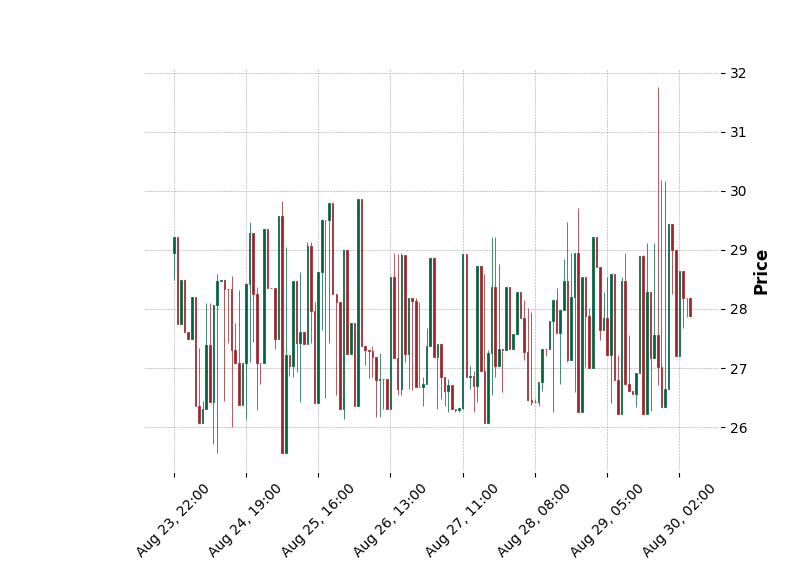 32
31
30
29
28
27
26
Price
Aug 23, 22:00
Aug 24, 19:00
Aug 25, 16:00
Aug 26, 13:00
Aug 27, 11:00
Aug 28, 08:00
Aug 29, 05:00
Aug 30, 02:00